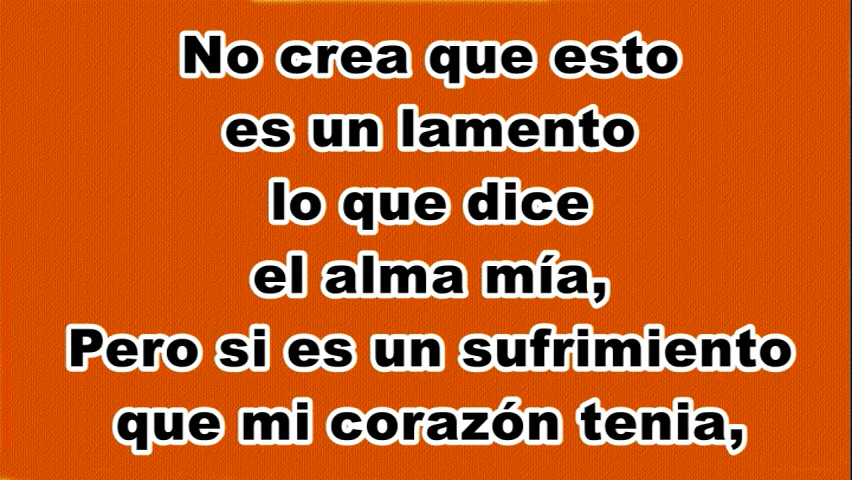 No crea que esto
es un lamento
lo que dice
el alma mía,
Pero si es un sufrimiento
que mi corazón tenia,